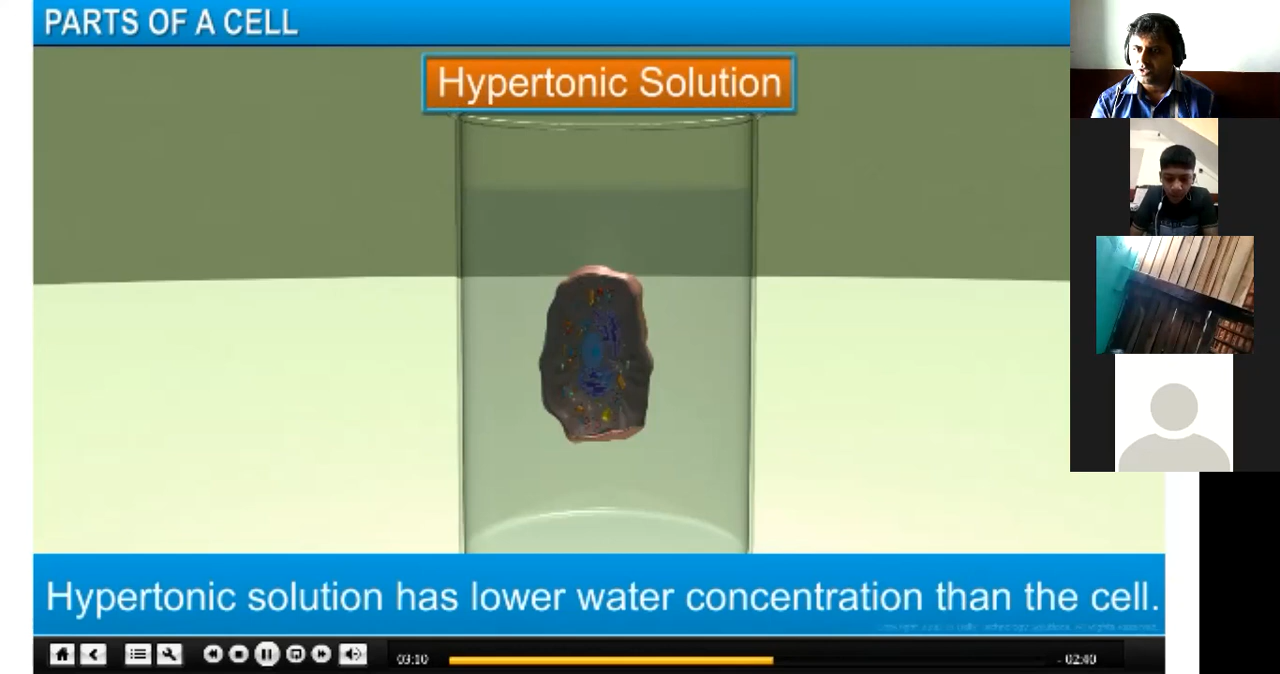 PARTS OF A CELL
Hypertonic Solution
Hypertonic solution has lower water concentration than the cell.
03:10
- 02:40